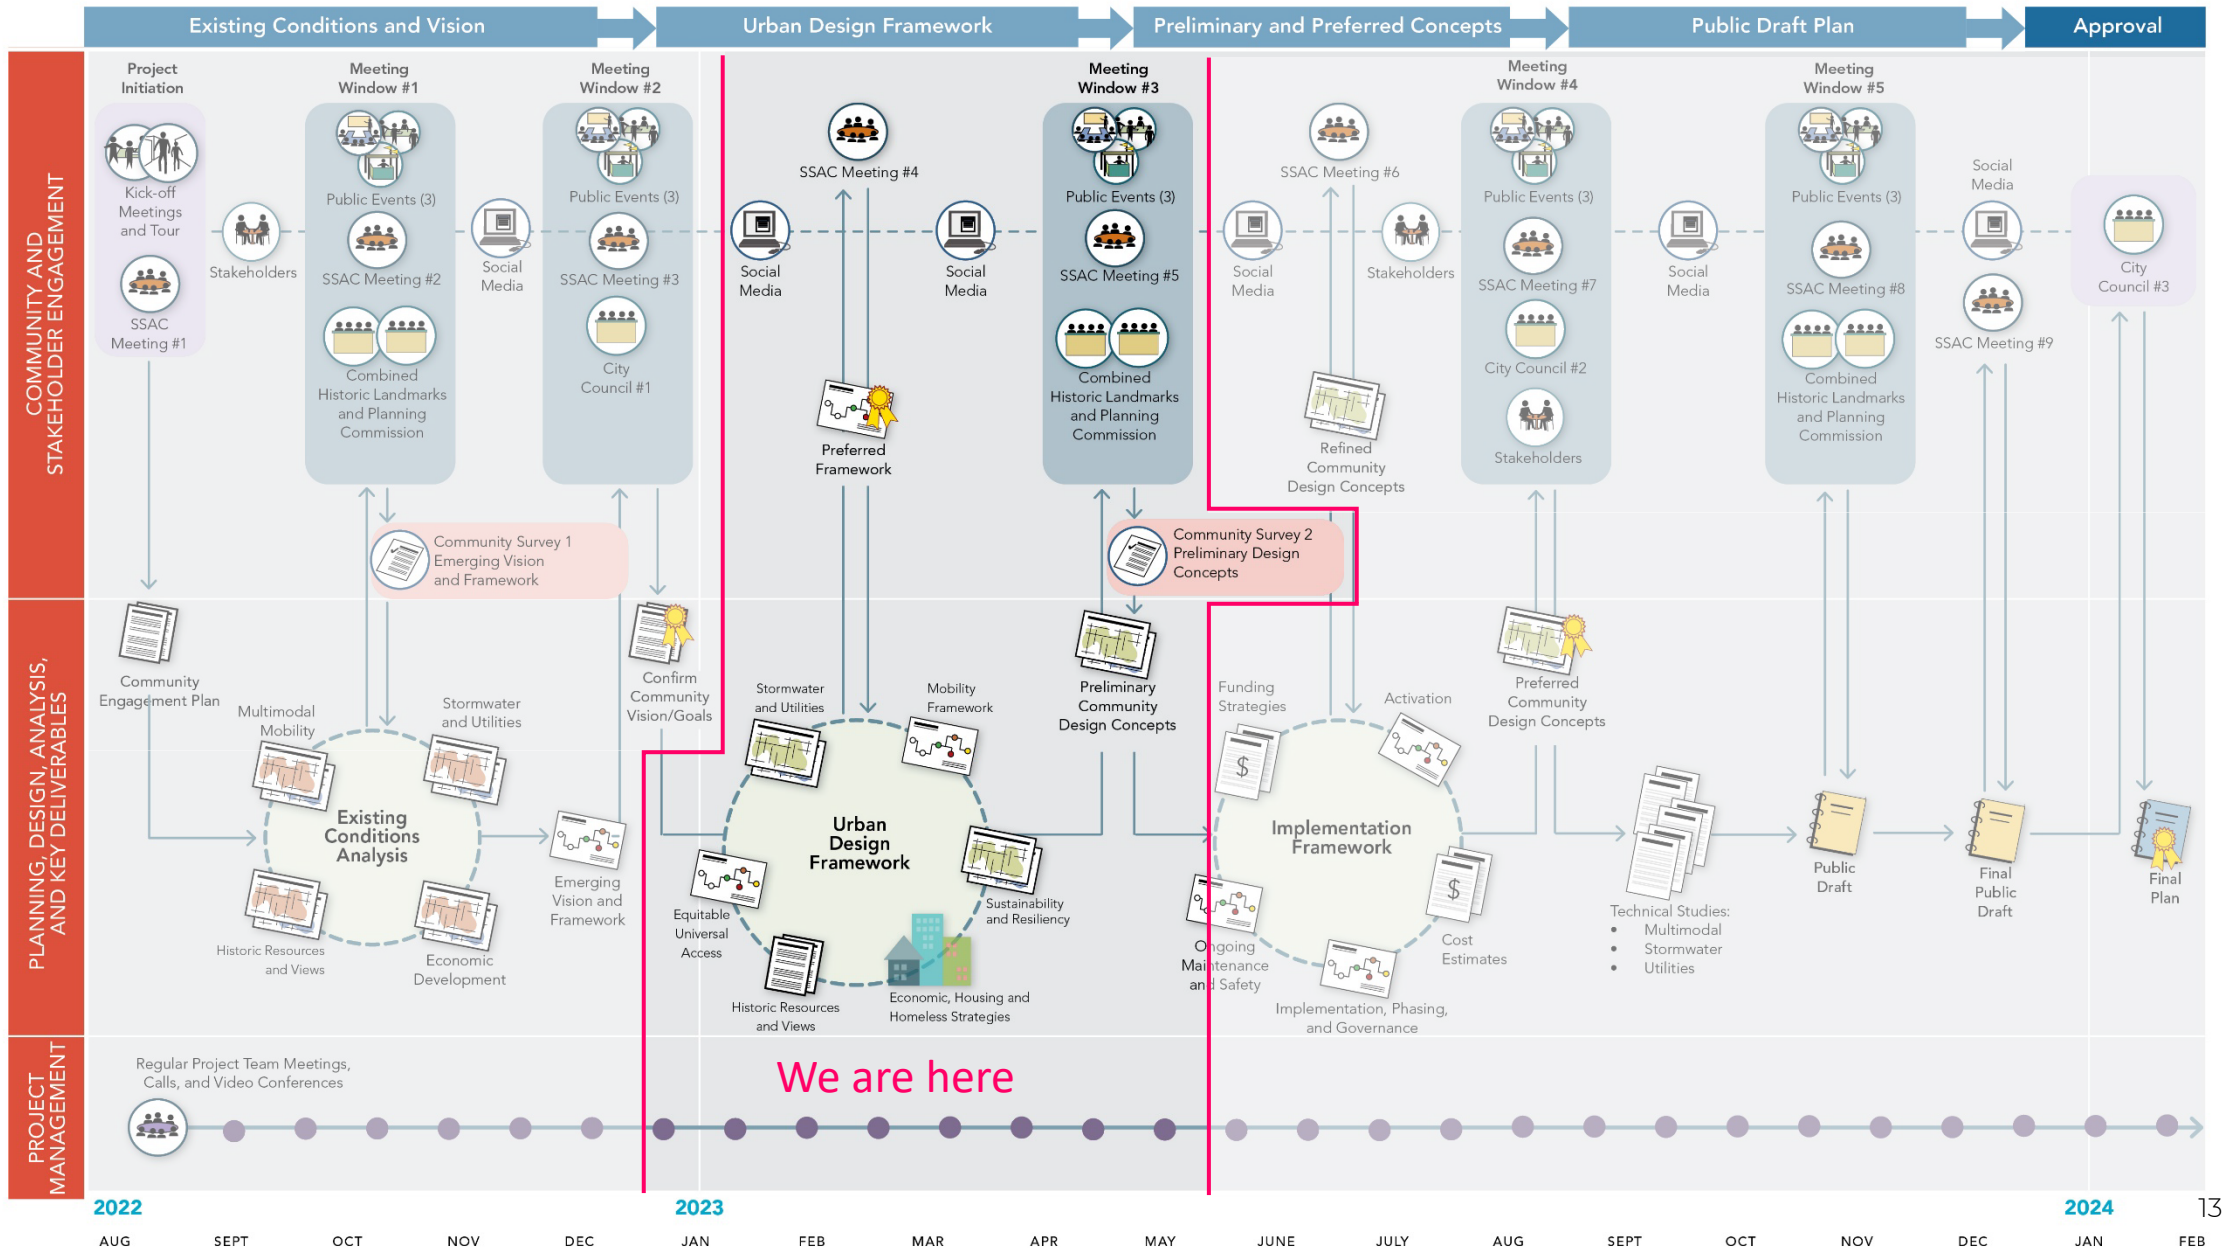 Existing Conditions and Vision
Urban Design Framework
Preliminary and Preferred Concepts
Public Draft Plan
Approval
COMMUNITY AND
STAKEHOLDER ENGAGEMENT
Project
Initiation
Kick-off
Meetings
and Tour
SSAC
Meeting #1
Stakeholders
Meeting
Window #1
Public Events (3)
SSAC Meeting #2
Combined
Historic Landmarks
and Planning
Commission
Social
Media
Meeting
Window #2
Public Events (3)
SSAC Meeting #3
City
Council #1
Community Survey 1
Emerging Vision
and Framework
Social
Media
SSAC Meeting #4
Preferred
Framework
Social
Media
Meeting
Window #3
Public Events (3)
SSAC Meeting #5
Combined
Historic Landmarks
and Planning
Commission
Community Survey 2
Preliminary Design
Concepts
Social
Media
SSAC Meeting #6
Refined
Community
Design Concepts
Stakeholders
Meeting
Window #4
Public Events (3)
SSAC Meeting #7
City Council #2
Stakeholders
Social
Media
Meeting
Window #5
Public Events (3)
SSAC Meeting #8
Combined
Historic Landmarks
and Planning
Commission
Social
Media
SSAC Meeting #9
City
Council #3
PLANNING, DESIGN, ANALYSIS,
AND KEY DELIVERABLES
Community
Engagement Plan
Multimodal
Mobility
Stormwater
and Utilities
Existing
Conditions
Analysis
Historic Resources
and Views
Economic
Development
Emerging
Vision and
Framework
Confirm
Community
Vision/Goals
Stormwater
and Utilities
Mobility
Framework
Urban
Design
Framework
Equitable
Universal
Access
Sustainability
and Resiliency
Historic Resources
and Views
Economic, Housing and
Homeless Strategies
Preliminary
Community
Design Concepts
Funding
Strategies
Activation
Implementation
Framework
Ongoing
Maintenance
and Safety
Cost
Estimates
$
$
Implementation, Phasing,
and Governance
Preferred
Community
Design Concepts
Technical Studies:
• Multimodal
• Stormwater
• Utilities
Public
Draft
Final
Public
Draft
Final
Plan
PROJECT
MANAGEMENT
Regular Project Team Meetings,
Calls, and Video Conferences
We are here
2022
2023
2024
13
AUG
SEPT
OCT
NOV
DEC
JAN
FEB
MAR
APR
MAY
JUNE
JULY
AUG
SEPT
OCT
NOV
DEC
JAN
FEB